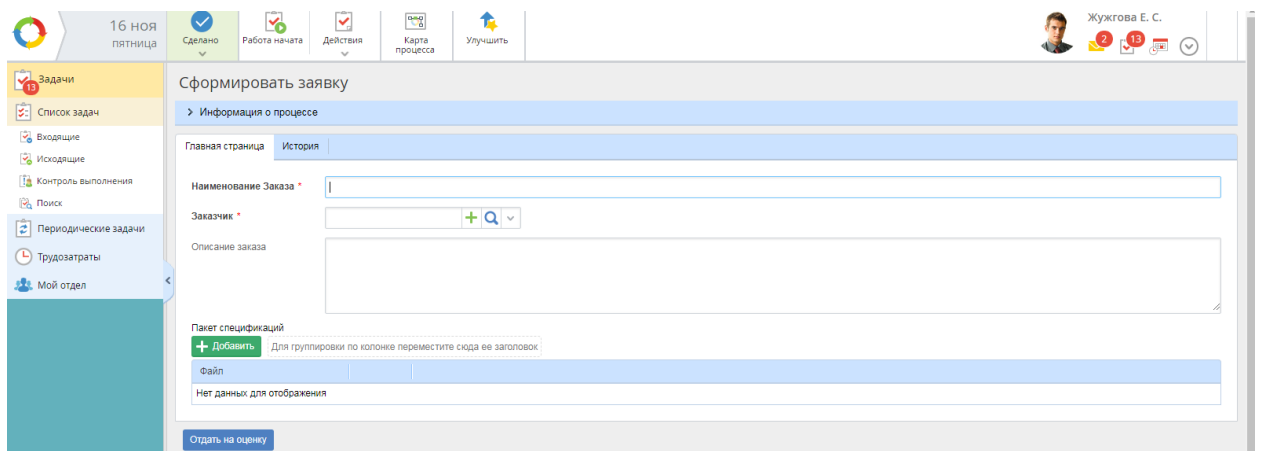 16 ноя
пятница
Сделано
Работа начата
Действия
Карта
процесса
Улучшить
Жужгова Е. С.
2
13
Задачи
13
Список задач
Входящие
Исходящие
Контроль выполнения
Поиск
Периодические задачи
Трудозатраты
Мой отдел
Сформировать заявку
Информация о процессе
Главная страница
История
Наименование Заказа *
Заказчик *
Описание заказа
Пакет спецификаций
Добавить
Для группировки по колонке переместите сюда ее заголовок
Файл
Нет данных для отображения
Отдать на оценку